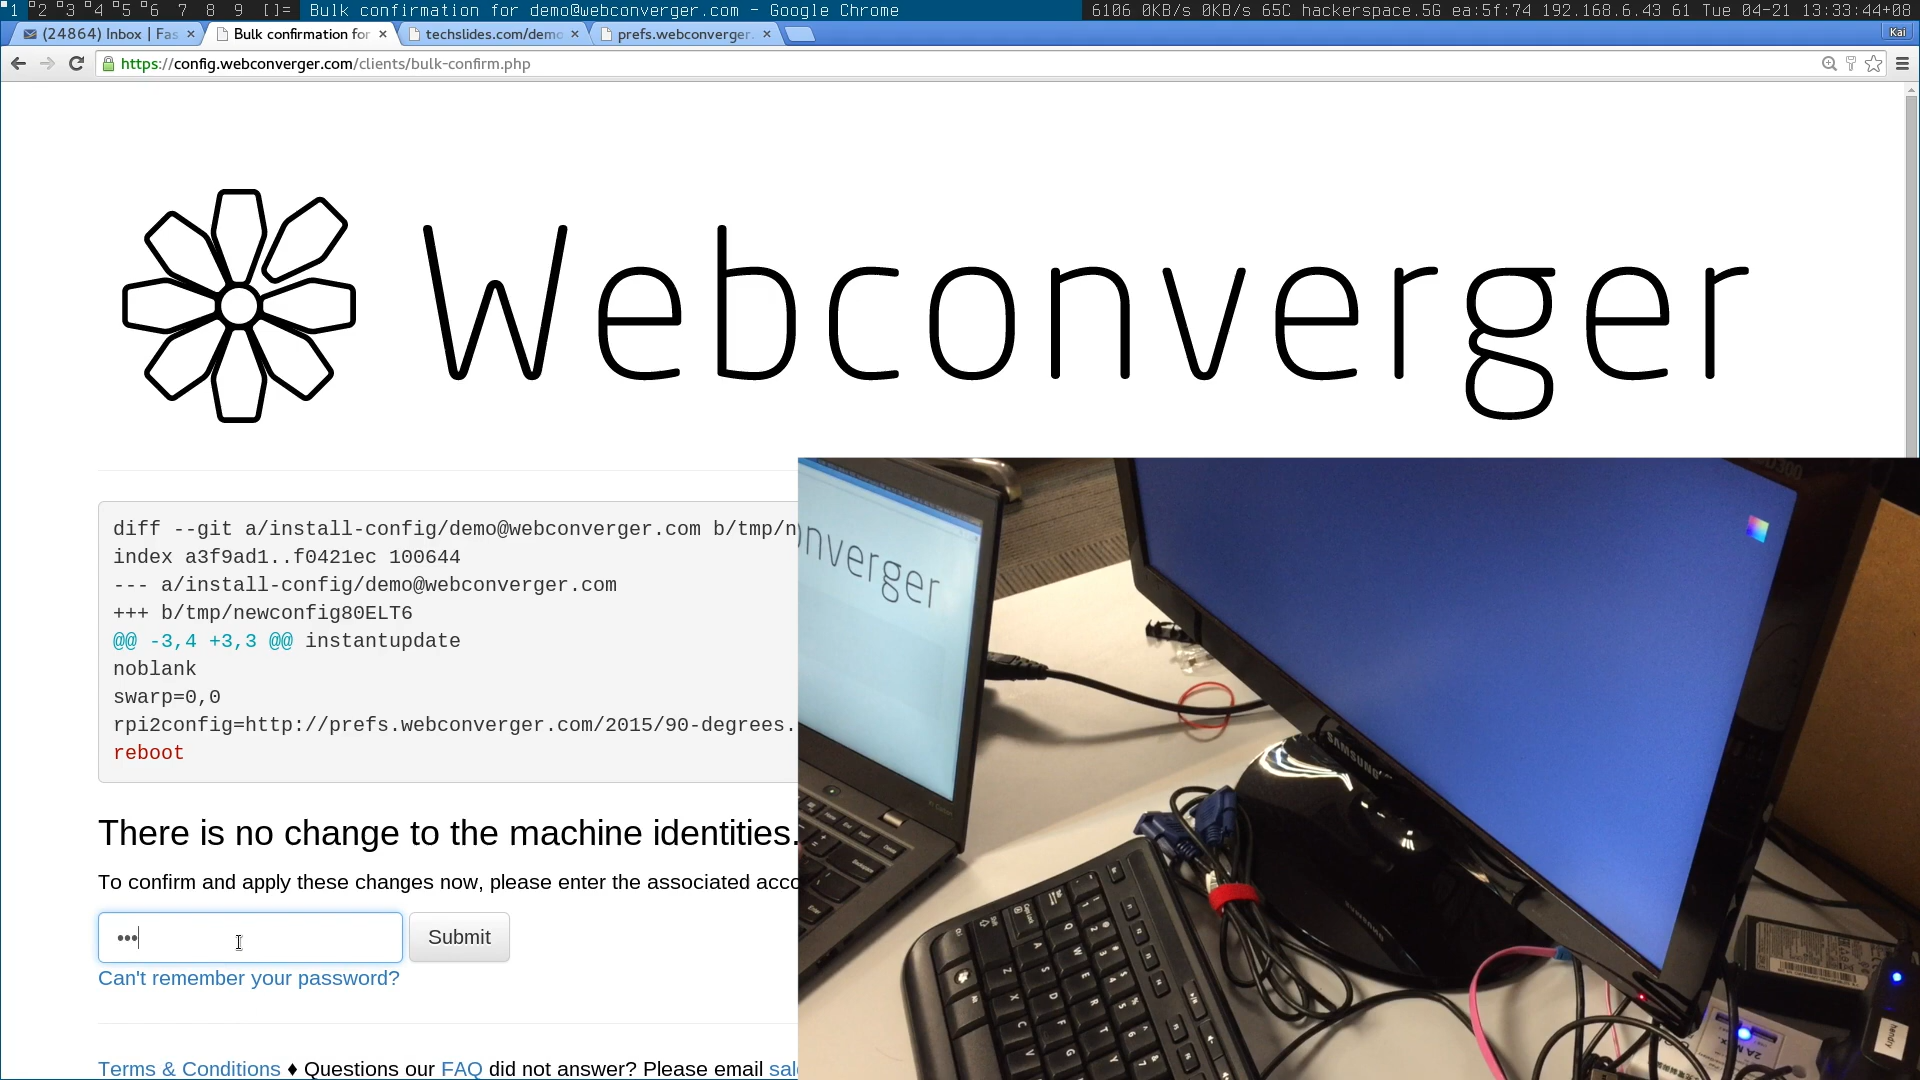 1 2 3 4 5 6 7 8 9 []= Bulk confirmation for demo@webconverger.com - Google Chrome 6106 0KB/s 0KB/s 65C hackerspace.5G ea:5f:74 192.168.6.43 61 Tue 04-21 13:33:44+08
(24864) Inbox | Fas × Bulk confirmation for × techslides.com/demo × prefs.webconverger. × Kai
https://config.webconverger.com/clients/bulk-confirm.php
Webconverger
diff --git a/install-config/demo@webconverger.com b/tmp/n
index a3f9ad1..f0421ec 100644
--- a/install-config/demo@webconverger.com
+++ b/tmp/newconfig80ELT6
@@ -3,4 +3,3 @@ instantupdate
noblank
swarp=0,0
rpi2config=http://prefs.webconverger.com/2015/90-degrees.
reboot
There is no change to the machine identities.
To confirm and apply these changes now, please enter the associated acco
••• Submit
Can't remember your password?
Terms & Conditions ♦ Questions our FAQ did not answer? Please email sal
onverger
SAMSUNG